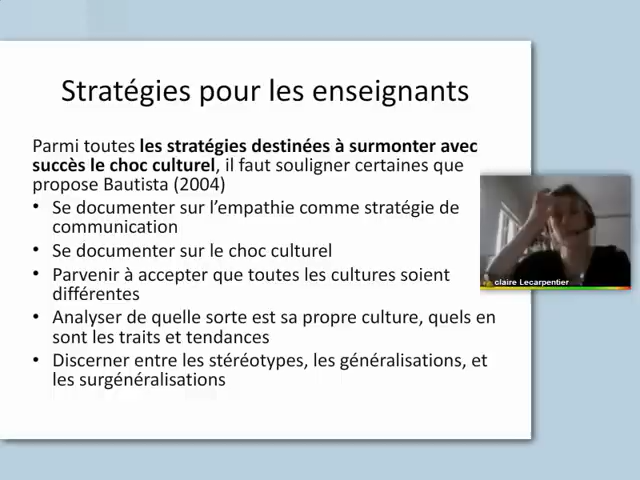 Stratégies pour les enseignants
Parmi toutes les stratégies destinées à surmonter avec
succès le choc culturel, il faut souligner certaines que
propose Bautista (2004)
• Se documenter sur l’empathie comme stratégie de
communication
• Se documenter sur le choc culturel
• Parvenir à accepter que toutes les cultures soient
différentes
• Analyser de quelle sorte est sa propre culture, quels en
sont les traits et tendances
• Discerner entre les stéréotypes, les généralisations, et
les surgénéralisations
claire Lecarpentier